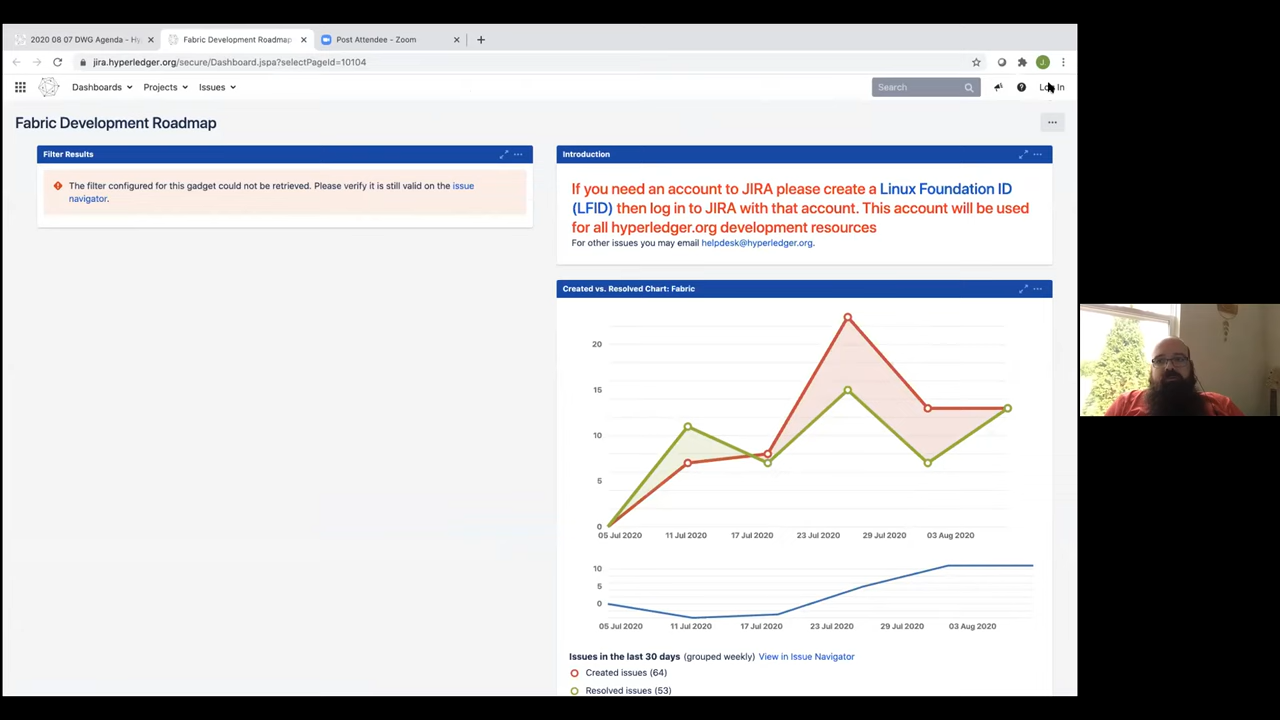 2020 08 07 DWG Agenda - Hy
Fabric Development Roadmap
Post Attendee - Zoom
jira.hyperledger.org/secure/Dashboard.jspa?selectPageId=10104
J
Dashboards
Projects
Issues
Search
Log In
Fabric Development Roadmap
Filter Results
The filter configured for this gadget could not be retrieved. Please verify it is still valid on the issue
navigator.
Introduction
If you need an account to JIRA please create a Linux Foundation ID
(LFID) then log in to JIRA with that account. This account will be used
for all hyperledger.org development resources
For other issues you may email helpdesk@hyperledger.org.
Created vs. Resolved Chart: Fabric
20
15
10
5
0
05 Jul 2020 11 Jul 2020 17 Jul 2020 23 Jul 2020 29 Jul 2020 03 Aug 2020
10
5
0
05 Jul 2020 11 Jul 2020 17 Jul 2020 23 Jul 2020 29 Jul 2020 03 Aug 2020
Issues in the last 30 days (grouped weekly) View in Issue Navigator
Created issues (64)
Resolved issues (53)